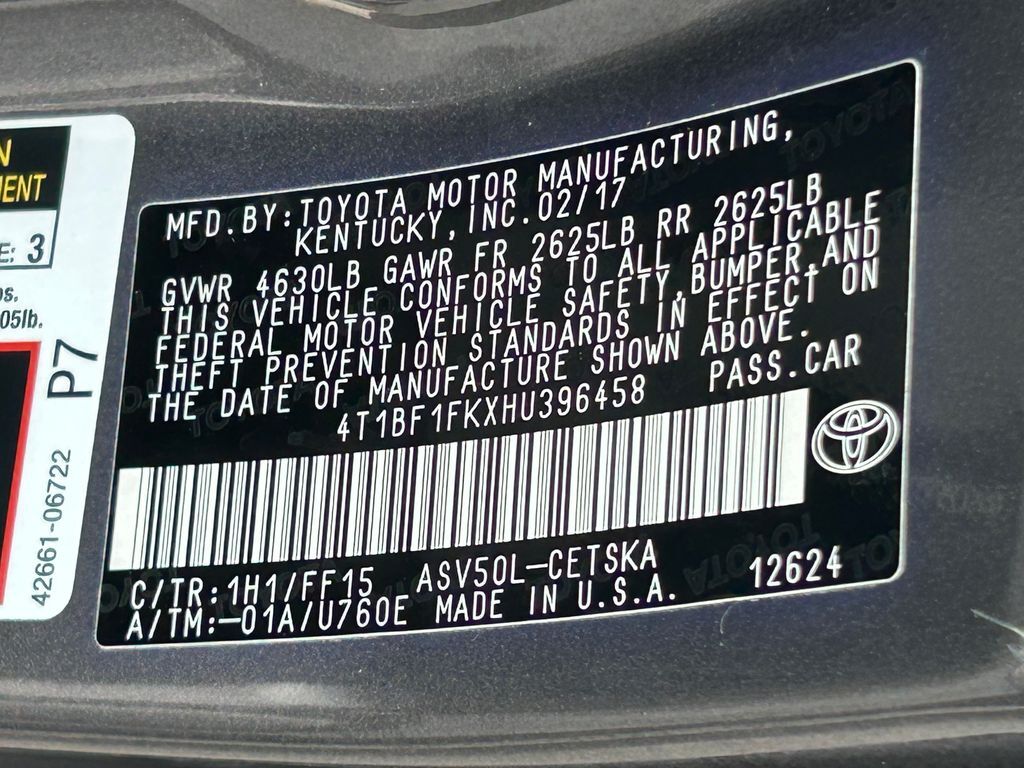 MFD.BY:TOYOTA MOTOR MANUFACTURING,
KENTUCKY, INC. 02/17
GVWR 4630LB GAWR FR 2625LB RR 2625LB
THIS VEHICLE CONFORMS TO ALL APPLICABLE
FEDERAL MOTOR VEHICLE SAFETY,BUMPER,AND
THEFT PREVENTION STANDARDS IN EFFECT ON
THE DATE OF MANUFACTURE SHOWN ABOVE.
4T1BF1FKXHU396458 PASS.CAR
C/TR:1H1/FF15 ASV50L-CETSKA
A/TM:-01A/U760E MADE IN U.S.A. 12624
E: 3
05lb.
P7
42661-06722
TOYOTA